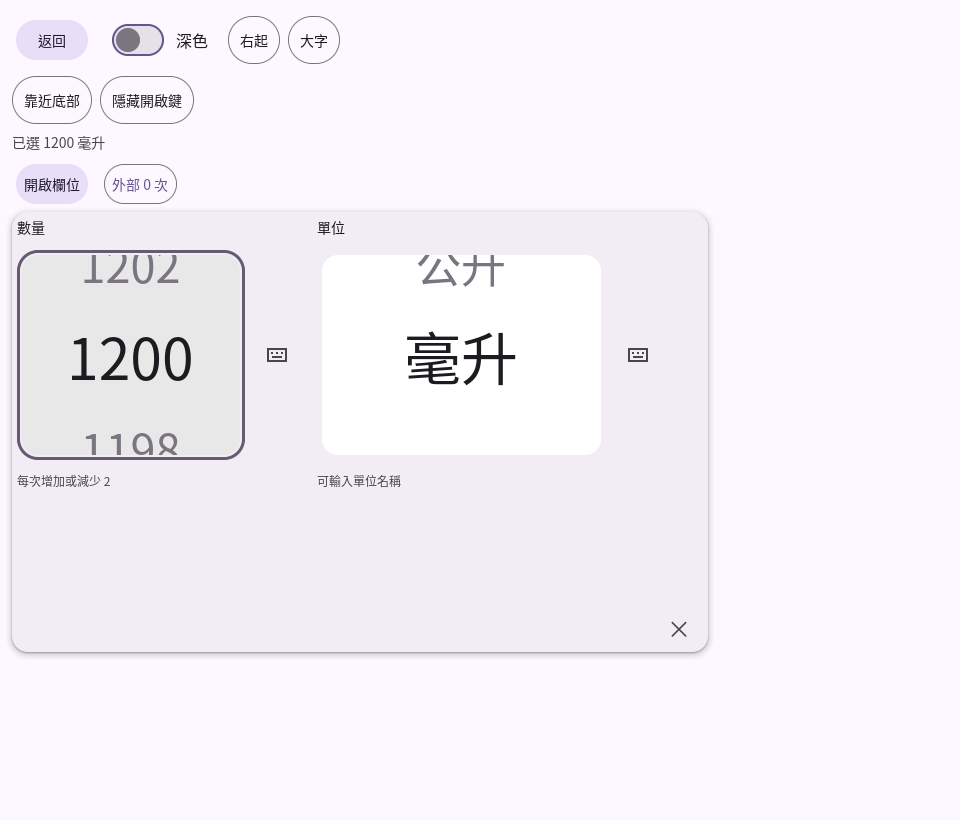 返回 深色 右起 大字
靠近底部 隱藏開啟鍵
已選 1200 毫升
開啟欄位 外部 0 次
數量 單位
1202 公升
1200 毫升
1198
每次增加或減少 2 可輸入單位名稱